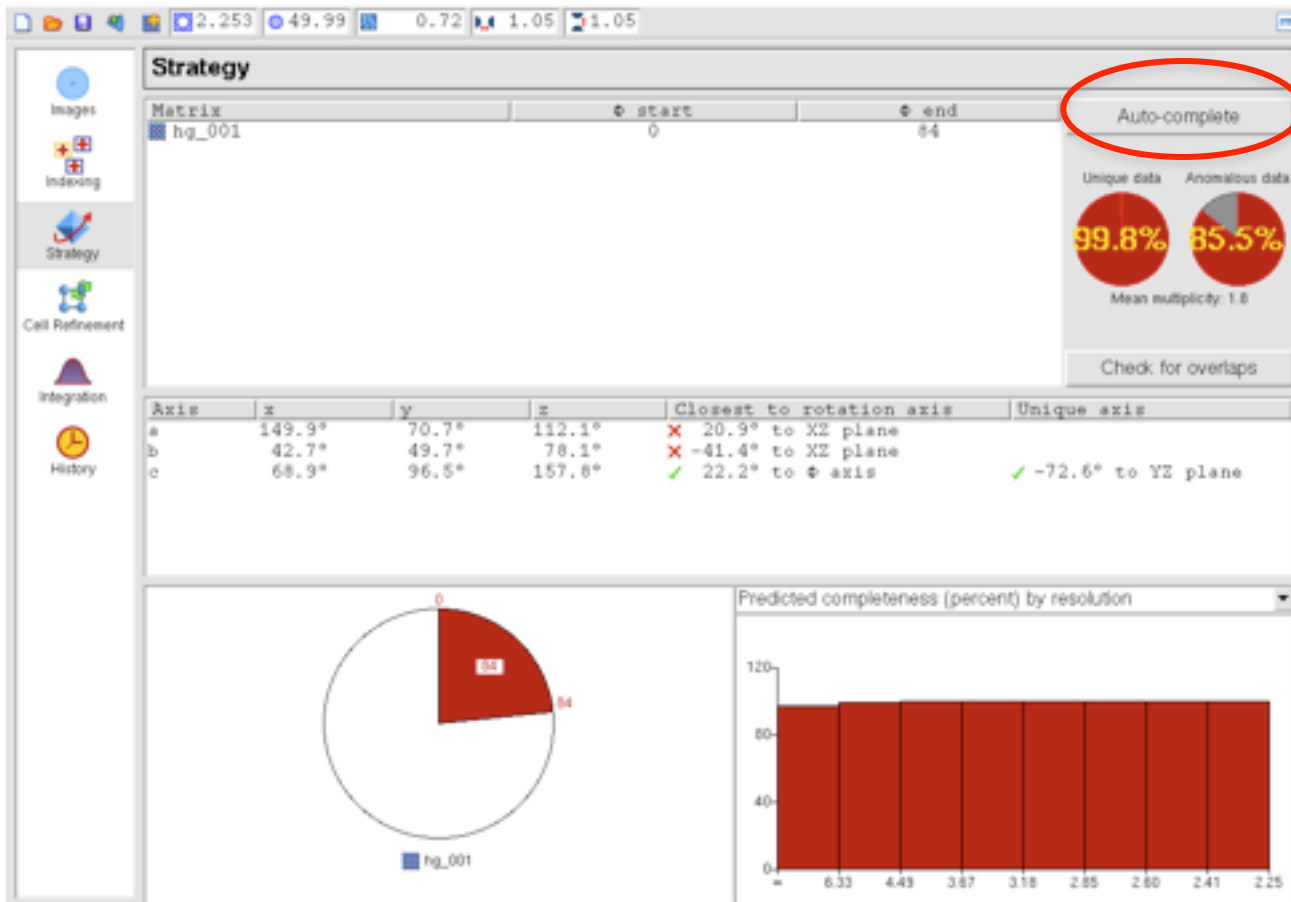 2.253 49.99 0.72 1.05 1.05
Strategy
Images
Indexing
Strategy
Cell Refinement
Integration
History
Matrix Φ start Φ end
hg_001 0 84
Auto-complete
Unique data Anomalous data
99.8% 85.5%
Mean multiplicity: 1.8
Check for overlaps
Axis x y z Closest to rotation axis Unique axis
a 149.9° 70.7° 112.1° ✗ 20.9° to XZ plane
b 42.7° 49.7° 78.1° ✗ -41.4° to XZ plane
c 68.9° 96.5° 157.8° ✓ 22.2° to Φ axis ✓ -72.6° to YZ plane
0
84
84
hg_001
Predicted completeness (percent) by resolution
120
80
40
0
∞ 6.33 4.49 3.67 3.18 2.85 2.60 2.41 2.25